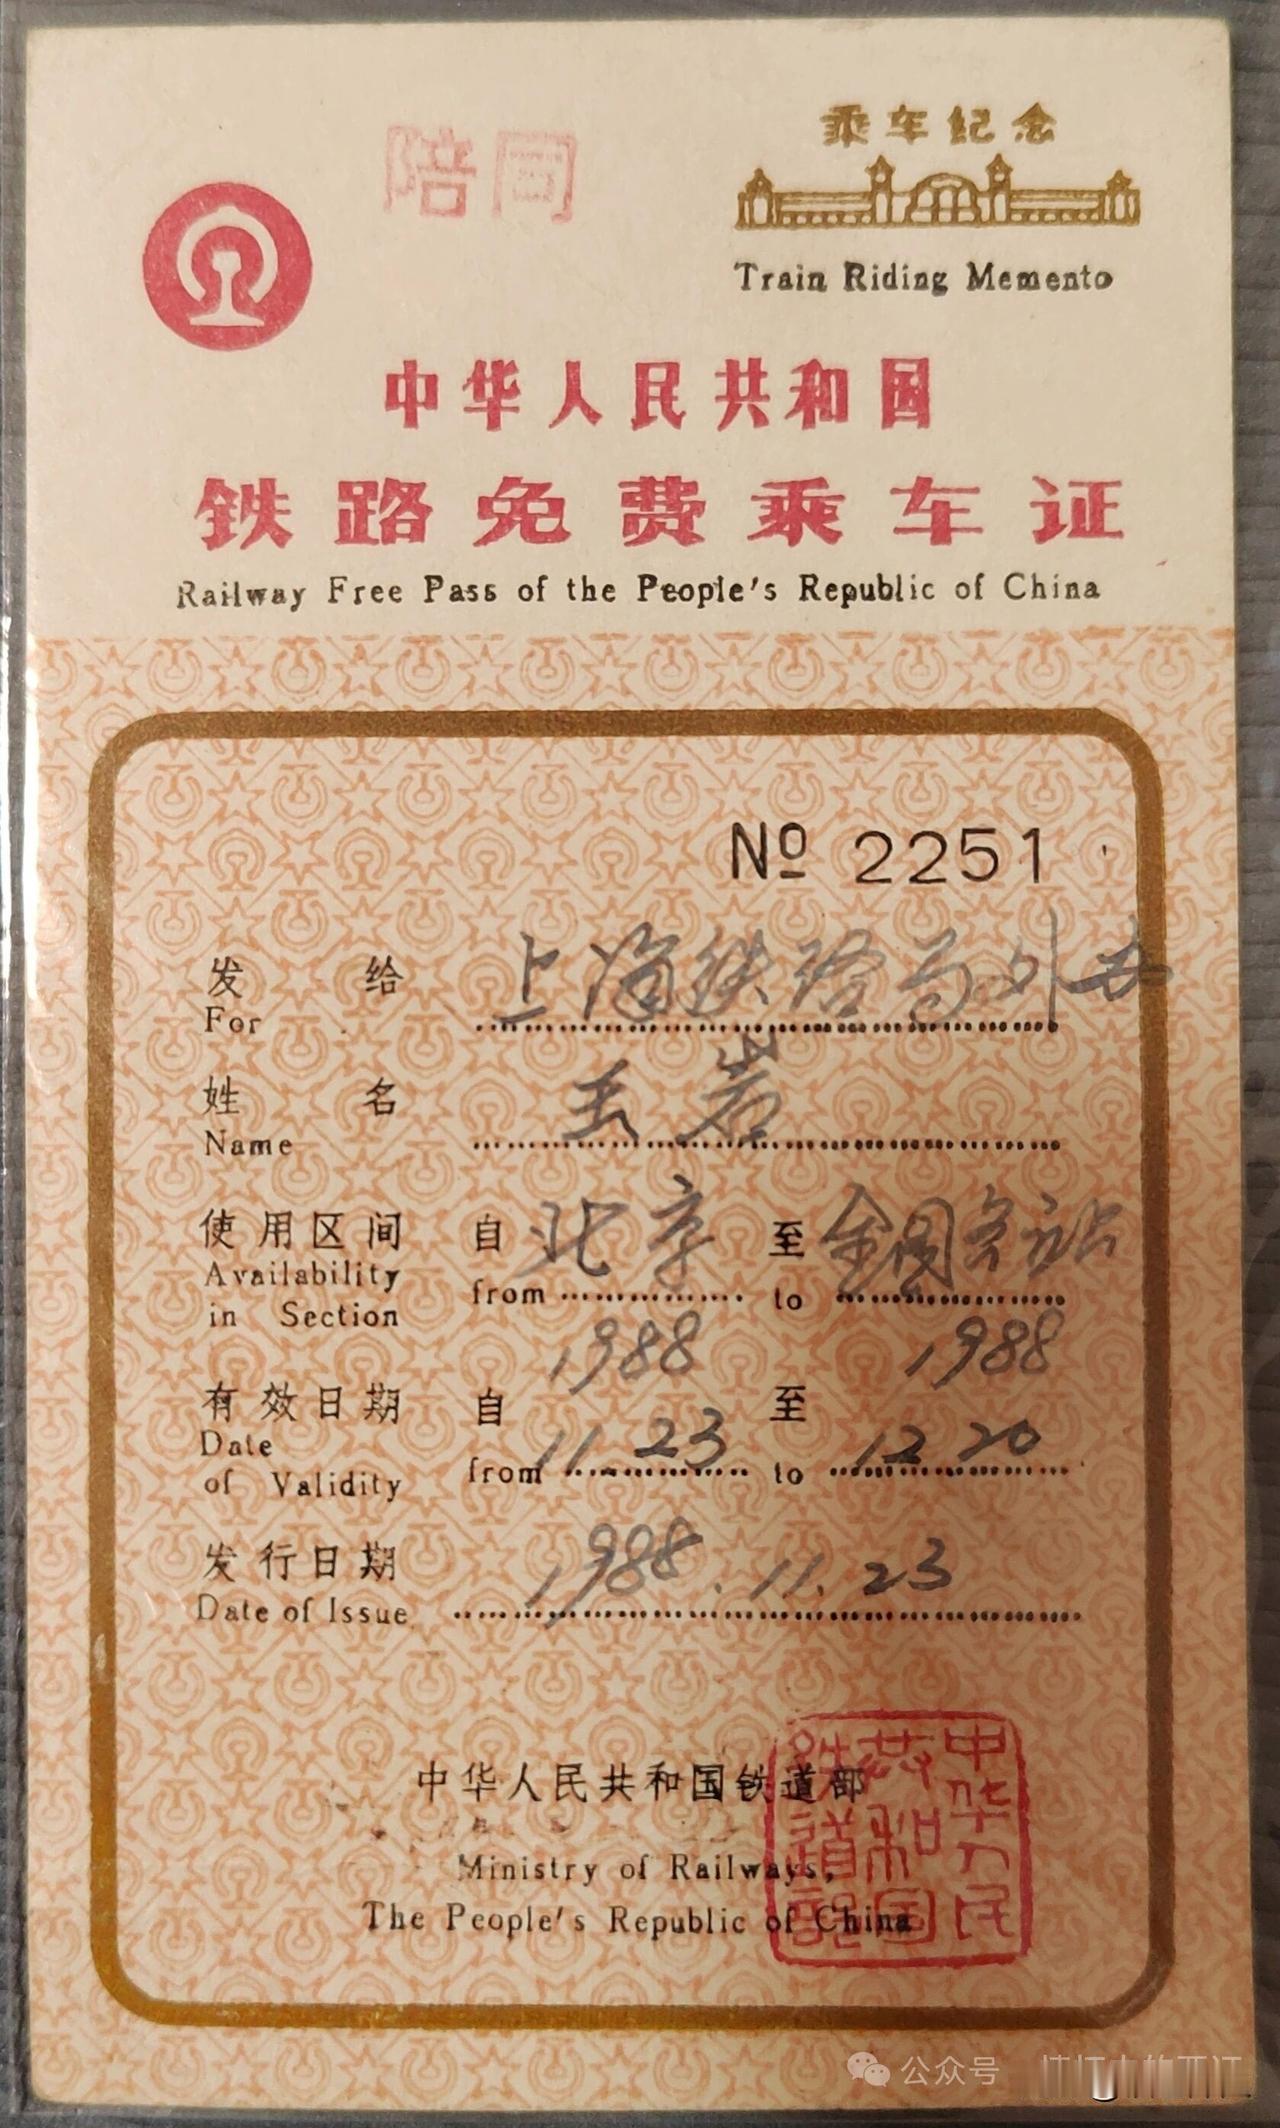 陪同
乘车纪念
Train Riding Memento
中华人民共和国
铁路免费乘车证
Railway Free Pass of the People's Republic of China
No 2251
发给 上海铁路局外办
For
姓名 王岩
Name
使用区间 自 北京 至 全国各站
Availability in Section from to
1988 1988
有效日期 自 11.23 至 12 20
Date of Validity from to
发行日期 1988.11.23
Date of Issue
中华人民共和国铁道部
Ministry of Railways,
The People's Republic of China
中华人民
共和国
铁道部
公众号